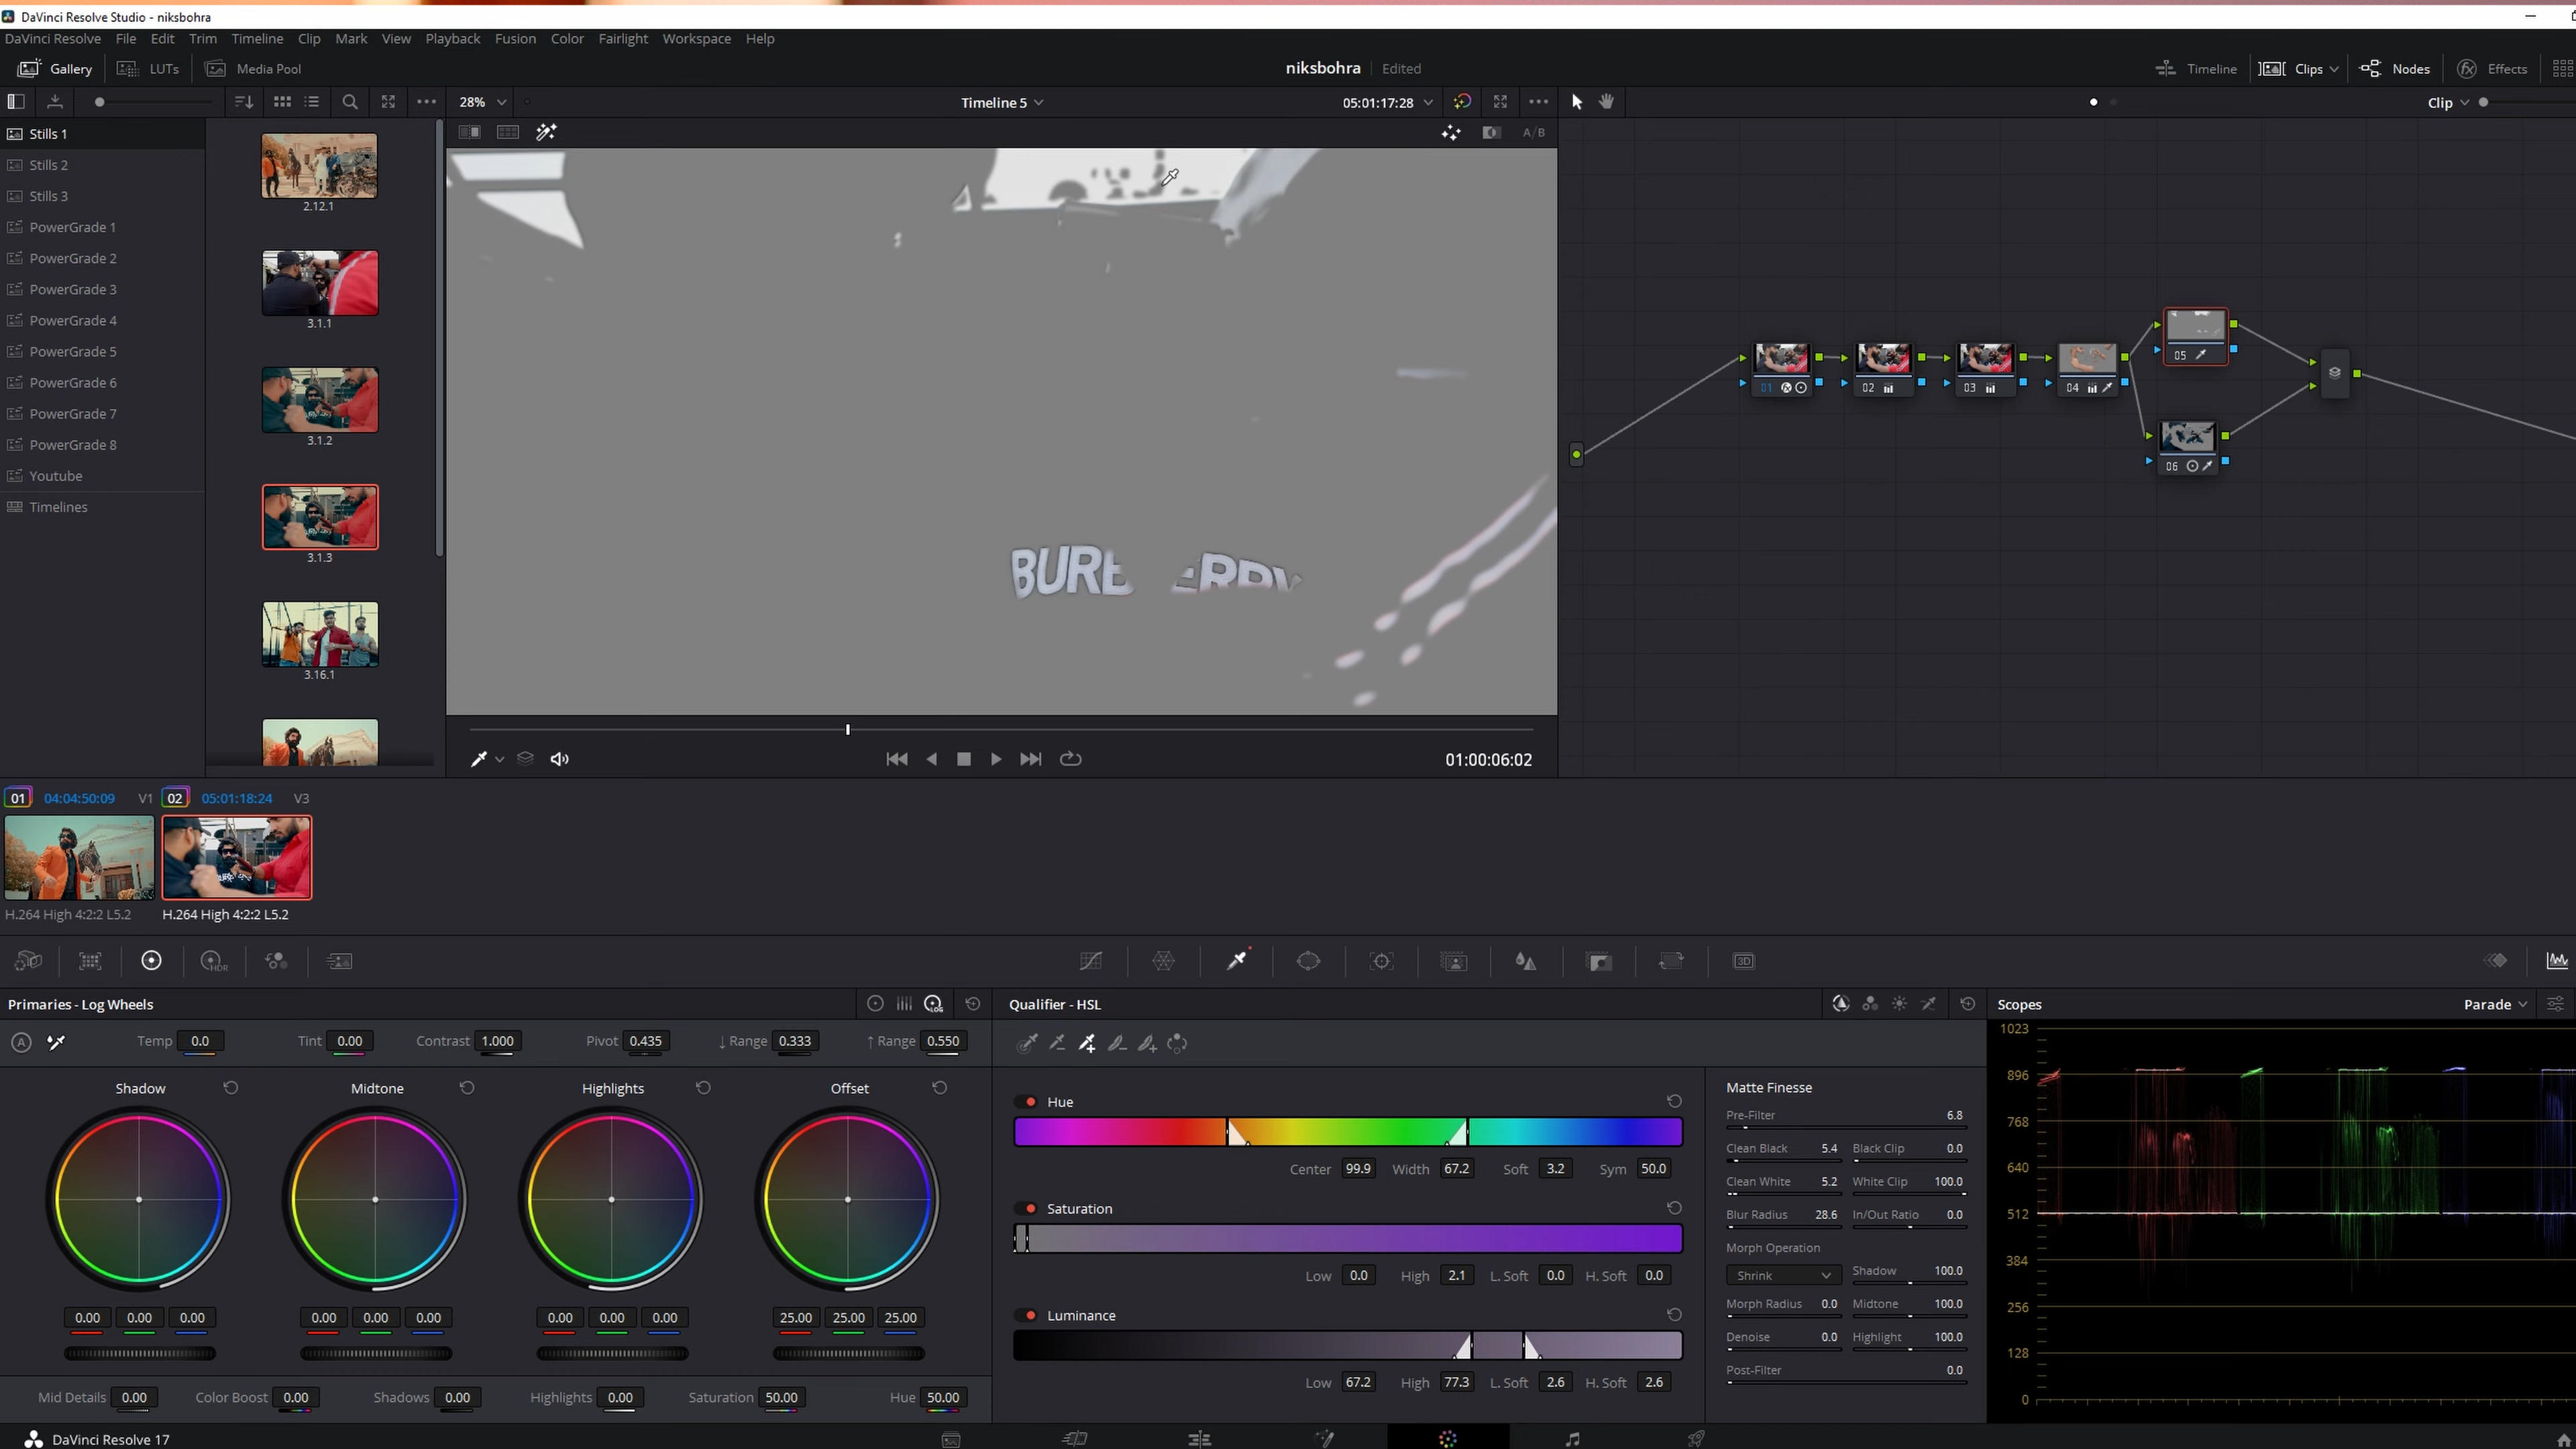 DaVinci Resolve Studio - niksbohra
DaVinci Resolve File Edit Trim Timeline Clip Mark View Playback Fusion Color Fairlight Workspace Help
Gallery LUTs Media Pool niksbohra Edited Timeline Clips Nodes Effects
28% Timeline 5 05:01:17:28 Clip
A/B
Stills 1
Stills 2
Stills 3
PowerGrade 1
PowerGrade 2
PowerGrade 3
PowerGrade 4
PowerGrade 5
PowerGrade 6
PowerGrade 7
PowerGrade 8
Youtube
Timelines
2.12.1
3.1.1
3.1.2
3.1.3
3.16.1
01 02 03 04 05
06
01:00:06:02
01 04:04:50:09 V1 02 05:01:18:24 V3
H.264 High 4:2:2 L5.2 H.264 High 4:2:2 L5.2
HDR 3D
Primaries - Log Wheels
LOG
A Temp 0.0 Tint 0.00 Contrast 1.000 Pivot 0.435 ↓ Range 0.333 ↑ Range 0.550
Shadow Midtone Highlights Offset
0.00 0.00 0.00 0.00 0.00 0.00 0.00 0.00 0.00 25.00 25.00 25.00
Mid Details 0.00 Color Boost 0.00 Shadows 0.00 Highlights 0.00 Saturation 50.00 Hue 50.00
Qualifier - HSL
Hue
Center 99.9 Width 67.2 Soft 3.2 Sym 50.0
Saturation
Low 0.0 High 2.1 L. Soft 0.0 H. Soft 0.0
Luminance
Low 67.2 High 77.3 L. Soft 2.6 H. Soft 2.6
Matte Finesse
Pre-Filter 6.8
Clean Black 5.4 Black Clip 0.0
Clean White 5.2 White Clip 100.0
Blur Radius 28.6 In/Out Ratio 0.0
Morph Operation
Shrink Shadow 100.0
Morph Radius 0.0 Midtone 100.0
Denoise 0.0 Highlight 100.0
Post-Filter 0.0
Scopes Parade
1023
896
768
640
512
384
256
128
0
DaVinci Resolve 17